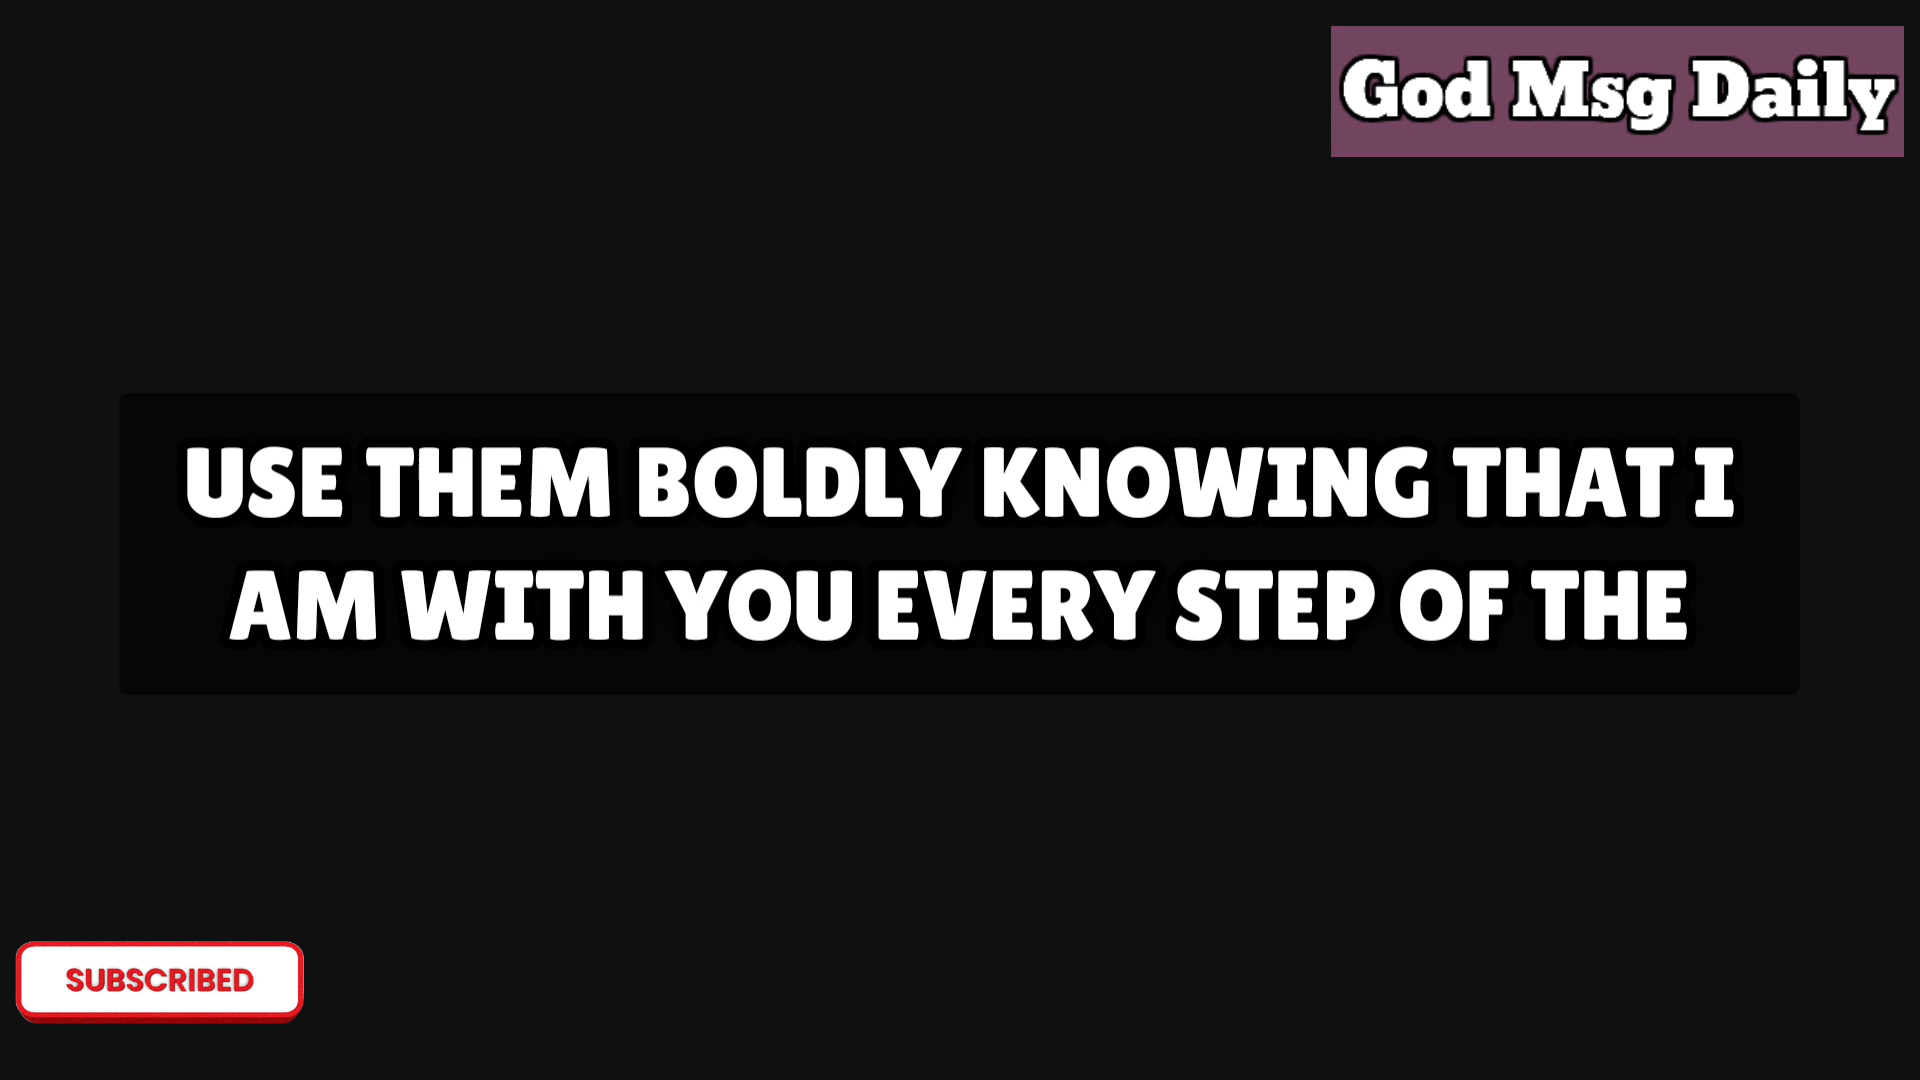 God Msg Daily
USE THEM BOLDLY KNOWING THAT I
AM WITH YOU EVERY STEP OF THE
SUBSCRIBED